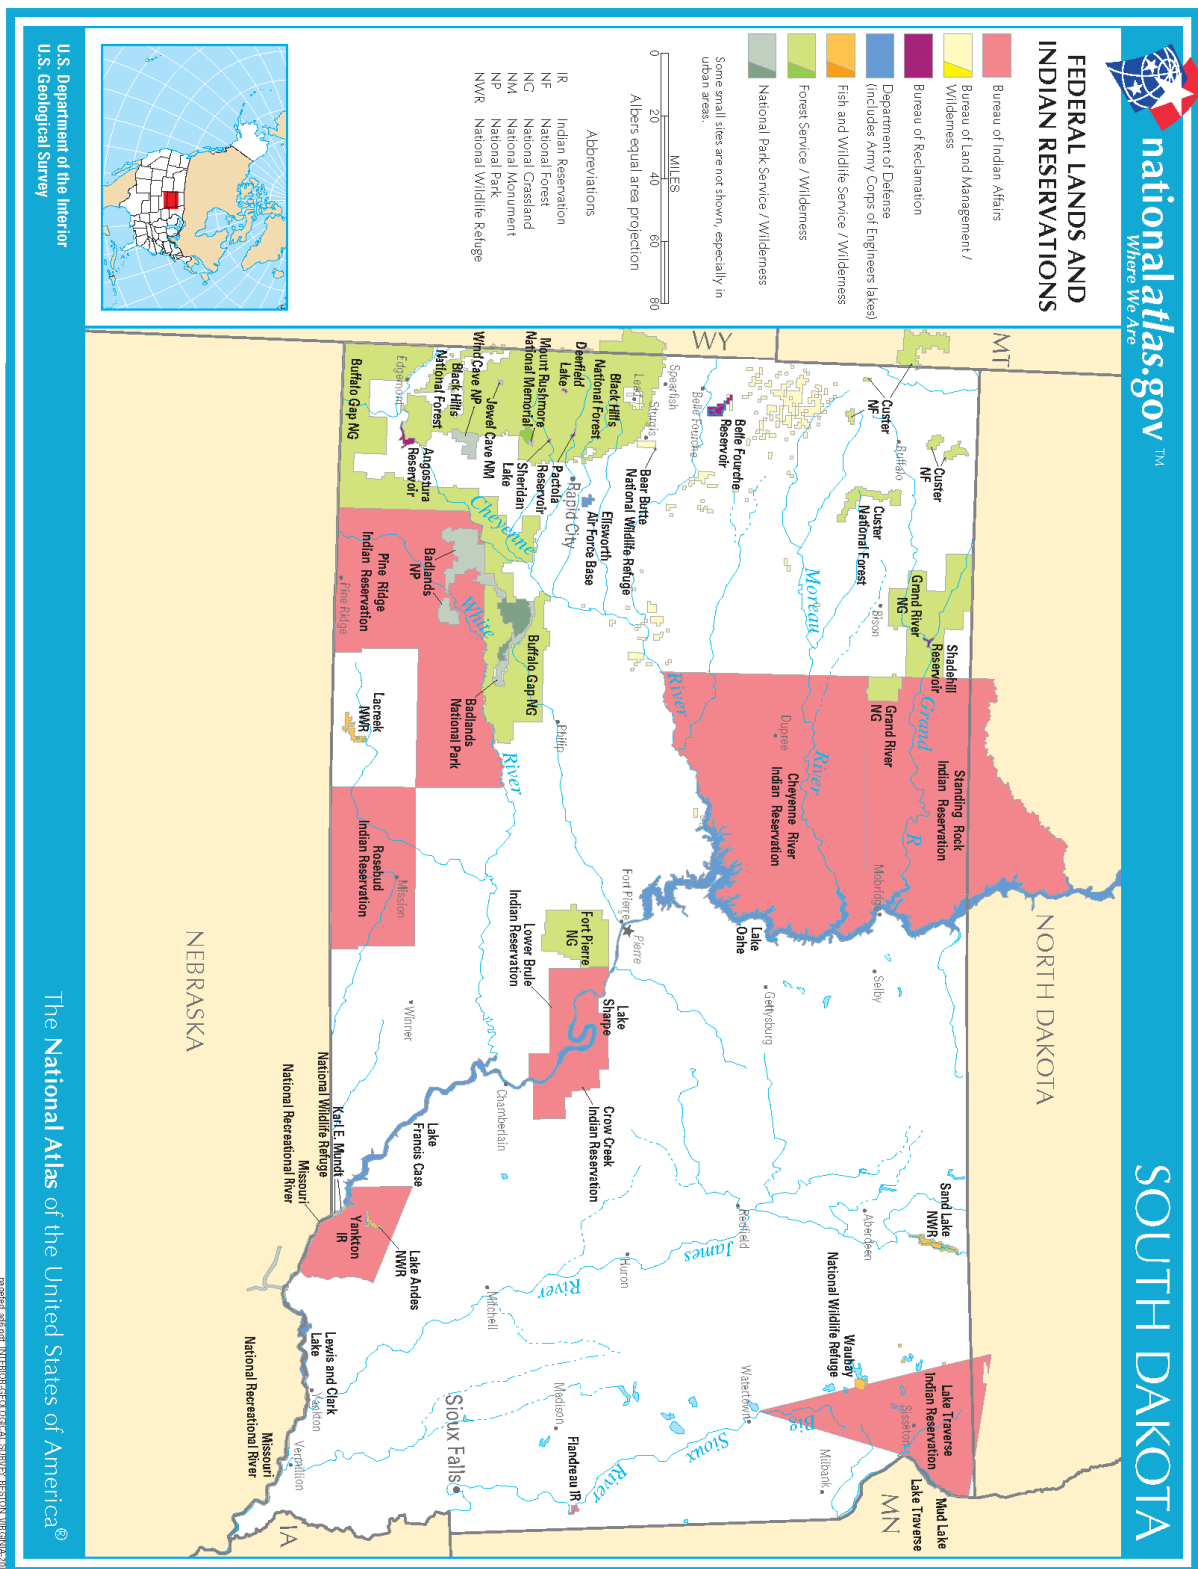 nationalatlas.gov™
Where We Are
SOUTH DAKOTA
FEDERAL LANDS AND
INDIAN RESERVATIONS
Bureau of Indian Affairs
Bureau of Land Management /
Wilderness
Bureau of Reclamation
Department of Defense
(includes Army Corps of Engineers lakes)
Fish and Wildlife Service / Wilderness
Forest Service / Wilderness
National Park Service / Wilderness
Some small sites are not shown, especially in
urban areas.
MILES
0 20 40 60 80
Albers equal area projection
Abbreviations
IR Indian Reservation
NF National Forest
NG National Grassland
NM National Monument
NP National Park
NWR National Wildlife Refuge
U.S. Department of the Interior
U.S. Geological Survey
MT
NORTH DAKOTA
WY
MN
IA
NEBRASKA
Custer
NF
Buffalo
Custer
NF
Custer
National Forest
Grand River
NG
Shadehill
Reservoir
Bison
Grand River
NG
Grand
R
Standing Rock
Indian Reservation
Moreau
River
Dupree
Cheyenne River
Indian Reservation
Mobridge
Lake
Oahe
Selby
Gettysburg
Sand Lake
NWR
Aberdeen
Waubay
National Wildlife
Refuge
Lake Traverse
Indian Reservation
Sisseton
Mud Lake
Lake Traverse
Milbank
Watertown
Big
Sioux
River
Redfield
James
River
Huron
Belle Fourche
Reservoir
Belle Fourche
Spearfish
Sturgis
Lead
Bear Butte
National Wildlife Refuge
Ellsworth
Air Force Base
Rapid City
Black Hills
National Forest
Deerfield
Lake
Pactola
Reservoir
Mount Rushmore
National Memorial
Sheridan
Lake
Jewel Cave NM
Wind Cave NP
Black Hills
National Forest
Edgemont
Angostura
Reservoir
Buffalo Gap NG
Cheyenne
River
Badlands
NP
White
River
Buffalo Gap NG
Badlands
National Park
Philip
Pine Ridge
Indian Reservation
Pine Ridge
Lacreek
NWR
Rosebud
Indian Reservation
Mission
Fort Pierre
Pierre
Fort Pierre
NG
Lower Brule
Indian Reservation
Lake
Sharpe
Crow Creek
Indian Reservation
Chamberlain
Winner
Lake
Francis Case
Karl E. Mundt
National Wildlife Refuge
Missouri
National Recreational River
Yankton
IR
Lake Andes
NWR
Mitchell
Madison
Flandreau IR
Sioux Falls
Lewis and Clark
Lake
Yankton
Vermillion
Missouri
National Recreational River
The National Atlas of the United States of America®